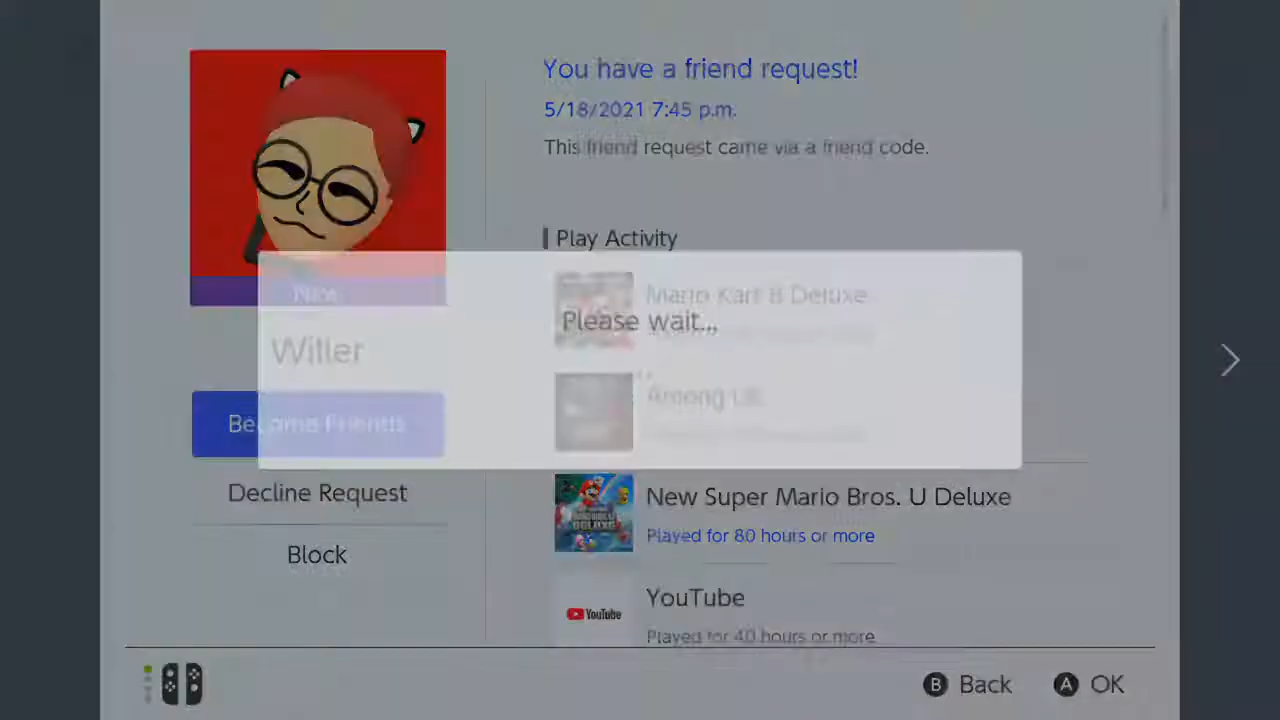 You have a friend request!
5/18/2021 7:45 p.m.
This friend request came via a friend code.
Play Activity
Mario Kart 8 Deluxe
Please wait...
Willer
Among Us
Become Friends
Decline Request
New Super Mario Bros. U Deluxe
Played for 80 hours or more
Block
YouTube
YouTube
Played for 40 hours or more
B Back
A OK